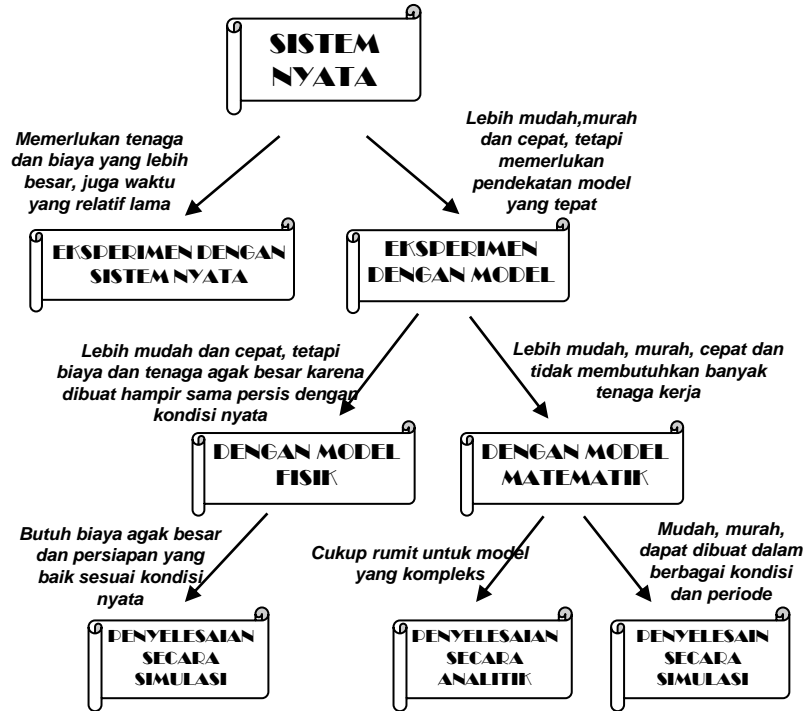 SISTEM
NYATA
Memerlukan tenaga
dan biaya yang lebih
besar, juga waktu
yang relatif lama
Lebih mudah,murah
dan cepat, tetapi
memerlukan
pendekatan model
yang tepat
EKSPERIMEN DENGAN
SISTEM NYATA
EKSPERIMEN
DENGAN MODEL
Lebih mudah dan cepat, tetapi
biaya dan tenaga agak besar karena
dibuat hampir sama persis dengan
kondisi nyata
Lebih mudah, murah, cepat dan
tidak membutuhkan banyak
tenaga kerja
DENGAN MODEL
FISIK
DENGAN MODEL
MATEMATIK
Butuh biaya agak besar
dan persiapan yang
baik sesuai kondisi
nyata
Cukup rumit untuk model
yang kompleks
Mudah, murah,
dapat dibuat dalam
berbagai kondisi
dan periode
PENYELESAIAN
SECARA
SIMULASI
PENYELESAIAN
SECARA
ANALITIK
PENYELESAIN
SECARA
SIMULASI